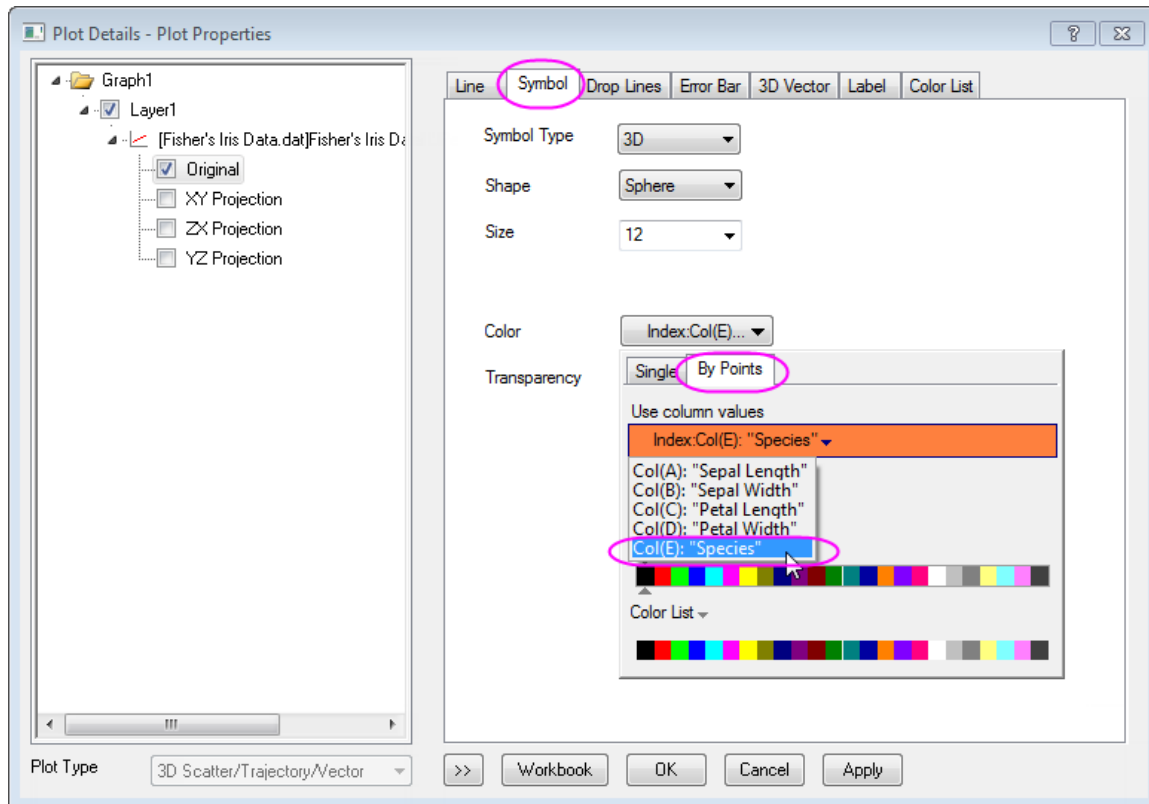 Plot Details - Plot Properties
Graph1
Layer1
[Fisher's Iris Data.dat]Fisher's Iris Da
Original
XY Projection
ZX Projection
YZ Projection
Line Symbol Drop Lines Error Bar 3D Vector Label Color List
Symbol Type 3D
Shape Sphere
Size 12
Color Index:Col(E)...
Transparency
Single By Points
Use column values
Index:Col(E): "Species"
Col(A): "Sepal Length"
Col(B): "Sepal Width"
Col(C): "Petal Length"
Col(D): "Petal Width"
Col(E): "Species"
Color List
Plot Type 3D Scatter/Trajectory/Vector >> Workbook OK Cancel Apply